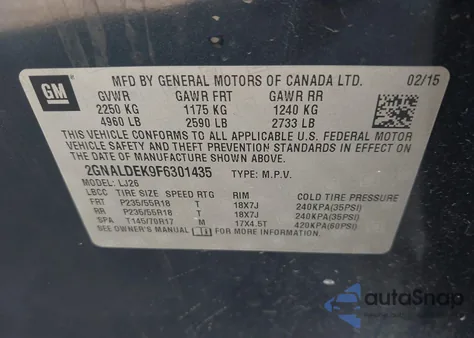 GM
MFD BY GENERAL MOTORS OF CANADA LTD. 02/15
GVWR GAWR FRT GAWR RR
2250 KG 1175 KG 1240 KG
4960 LB 2590 LB 2733 LB
THIS VEHICLE CONFORMS TO ALL APPLICABLE U.S. FEDERAL MOTOR
VEHICLE SAFETY AND THEFT PREVENTION STANDARDS IN EFFECT
ON THE DATE OF MANUFACTURE SHOWN ABOVE.
2GNALDEK9F6301435 TYPE: M.P.V.
MODEL: LJ26
LBCC TIRE SIZE SPEED RTG RIM COLD TIRE PRESSURE
FRT P235/55R18 T 18X7J 240KPA(35PSI)
RR P235/55R18 T 18X7J 240KPA(35PSI)
SPA T145/70R17 M 17X4.5T 420KPA(60PSI)
SEE OWNER'S MANUAL FOR MORE INFORMATION.
autoSnap
Powered by AutoBidCar